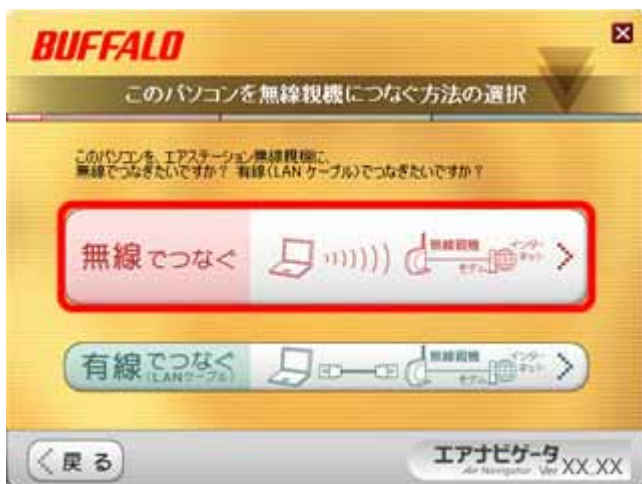 BUFFALO
このパソコンを無線親機につなぐ方法の選択
このパソコンを、エアステーション無線親機に、
無線でつなぎたいですか? 有線(LANケーブル)でつなぎたいですか?
無線でつなぐ
無線親機
モデム
インターネット
有線でつなぐ
(LANケーブル)
無線親機
モデム
インターネット
戻る
エアナビゲータ
Air Navigator Ver XX.XX